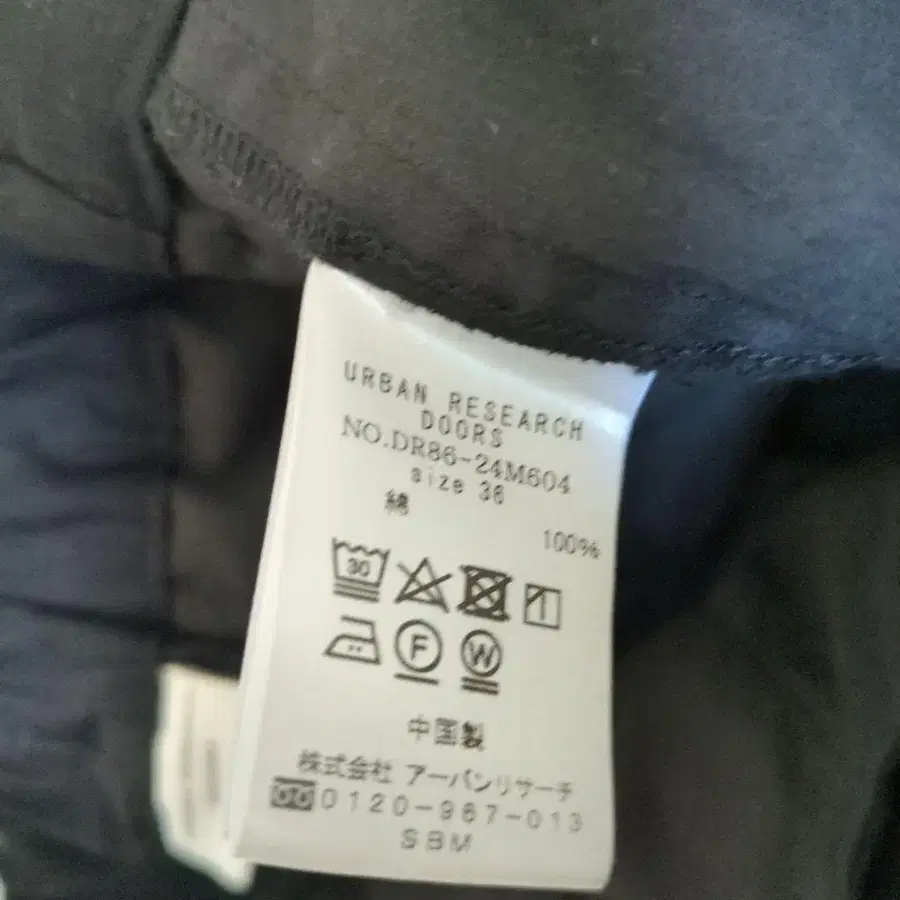 URBAN RESEARCH
DOORS
NO.DR86-24M604
size 36
綿 100%
30
F W
中国製
株式会社 アーバンリサーチ
0120-967-013
SBM